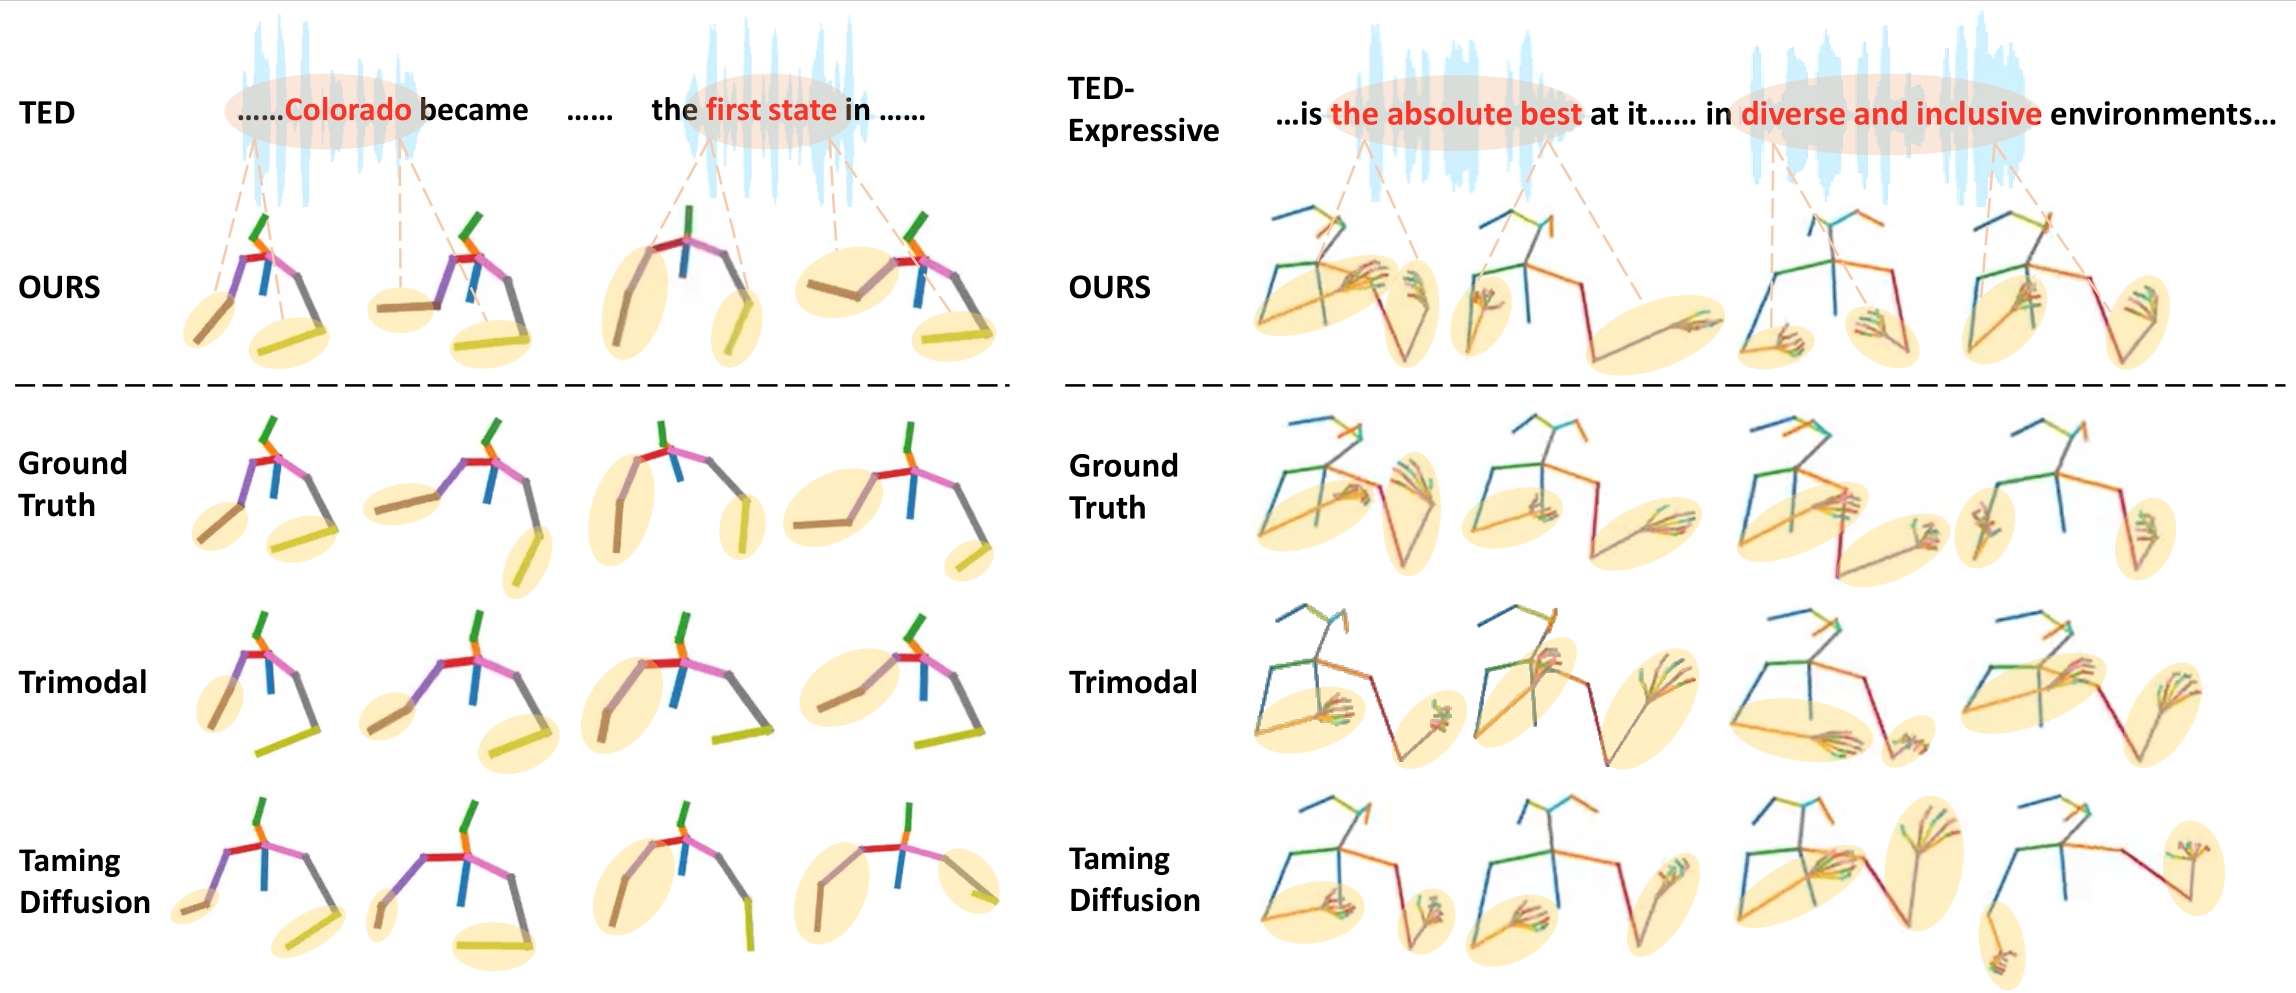 TED
......Colorado became ...... the first state in ......
OURS
Ground
Truth
Trimodal
Taming
Diffusion
TED-
Expressive
...is the absolute best at it...... in diverse and inclusive environments...
OURS
Ground
Truth
Trimodal
Taming
Diffusion